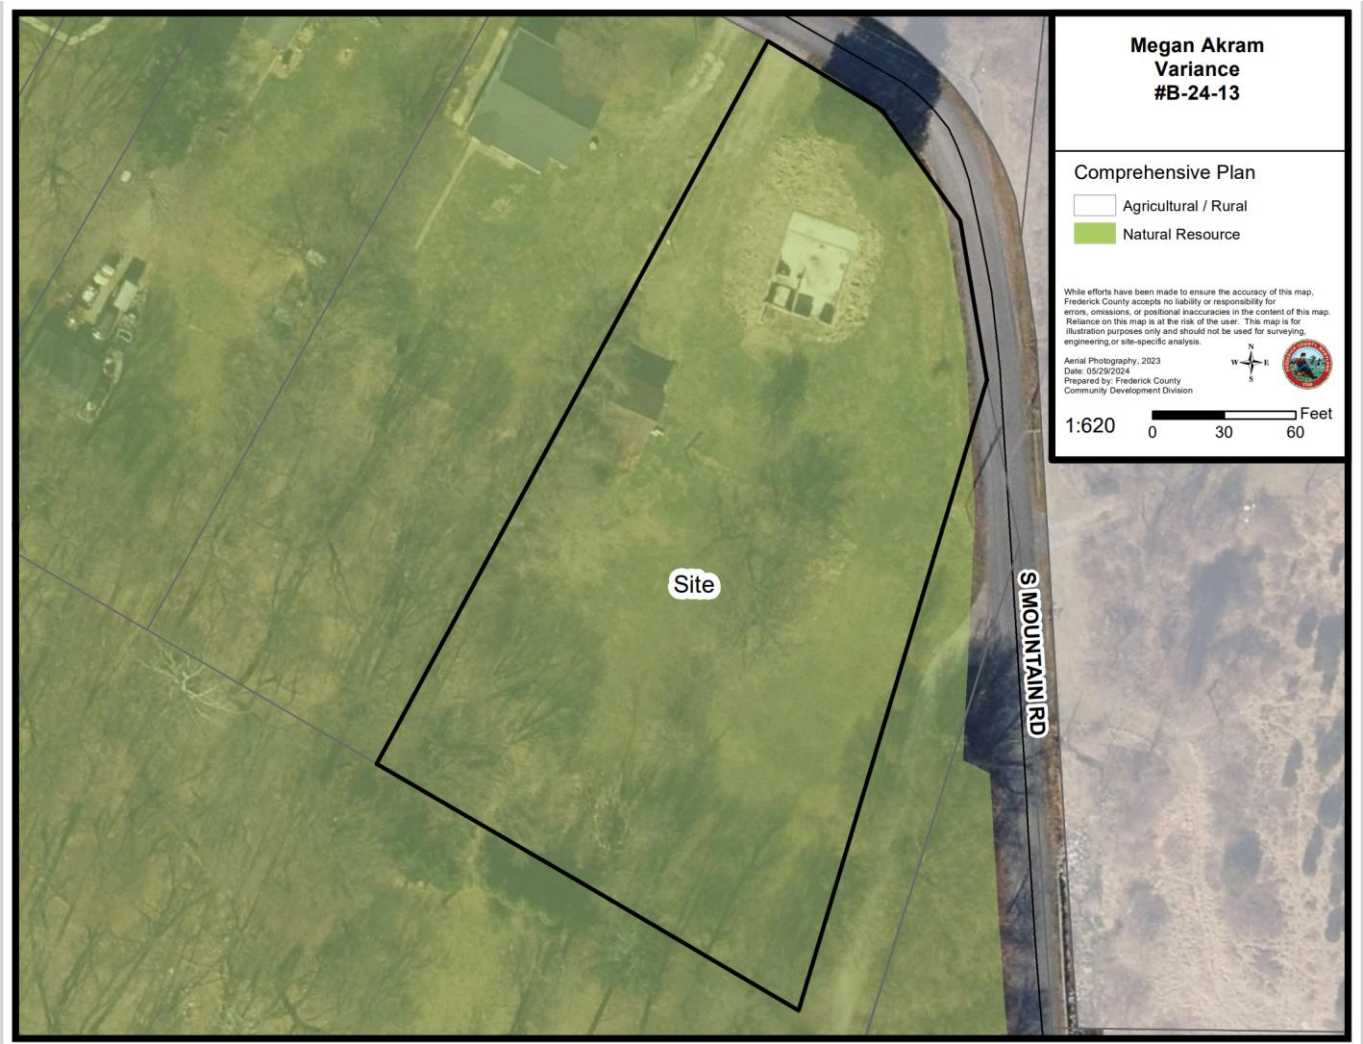 Megan Akram
Variance
#B-24-13
Comprehensive Plan
Agricultural / Rural
Natural Resource
While efforts have been made to ensure the accuracy of this map,
Frederick County accepts no liability or responsibility for
errors, omissions, or positional inaccuracies in the content of this map.
Reliance on this map is at the risk of the user. This map is for
illustration purposes only and should not be used for surveying,
engineering,or site-specific analysis.
Aerial Photography, 2023
Date: 05/29/2024
Prepared by: Frederick County
Community Development Division
N
W E
S
1:620
Feet
0 30 60
Site
S MOUNTAIN RD